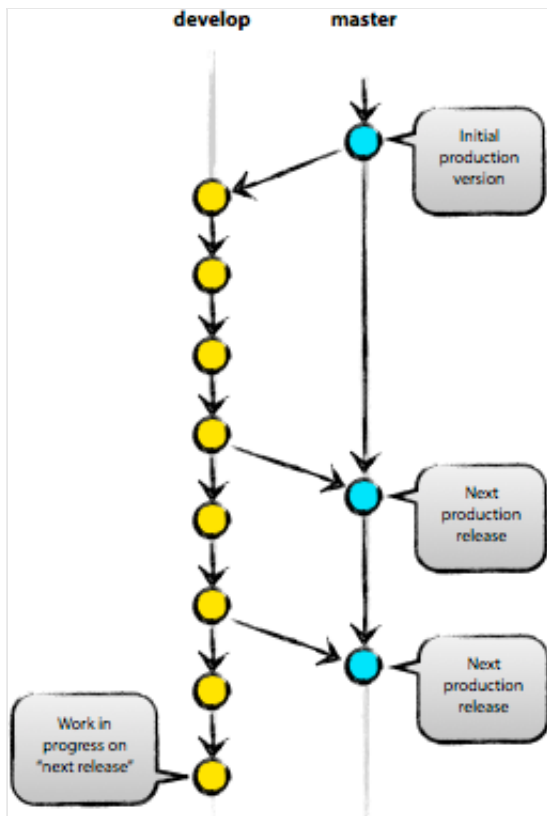 develop
master
Initial
production
version
Next
production
release
Next
production
release
Work in
progress on
“next release”